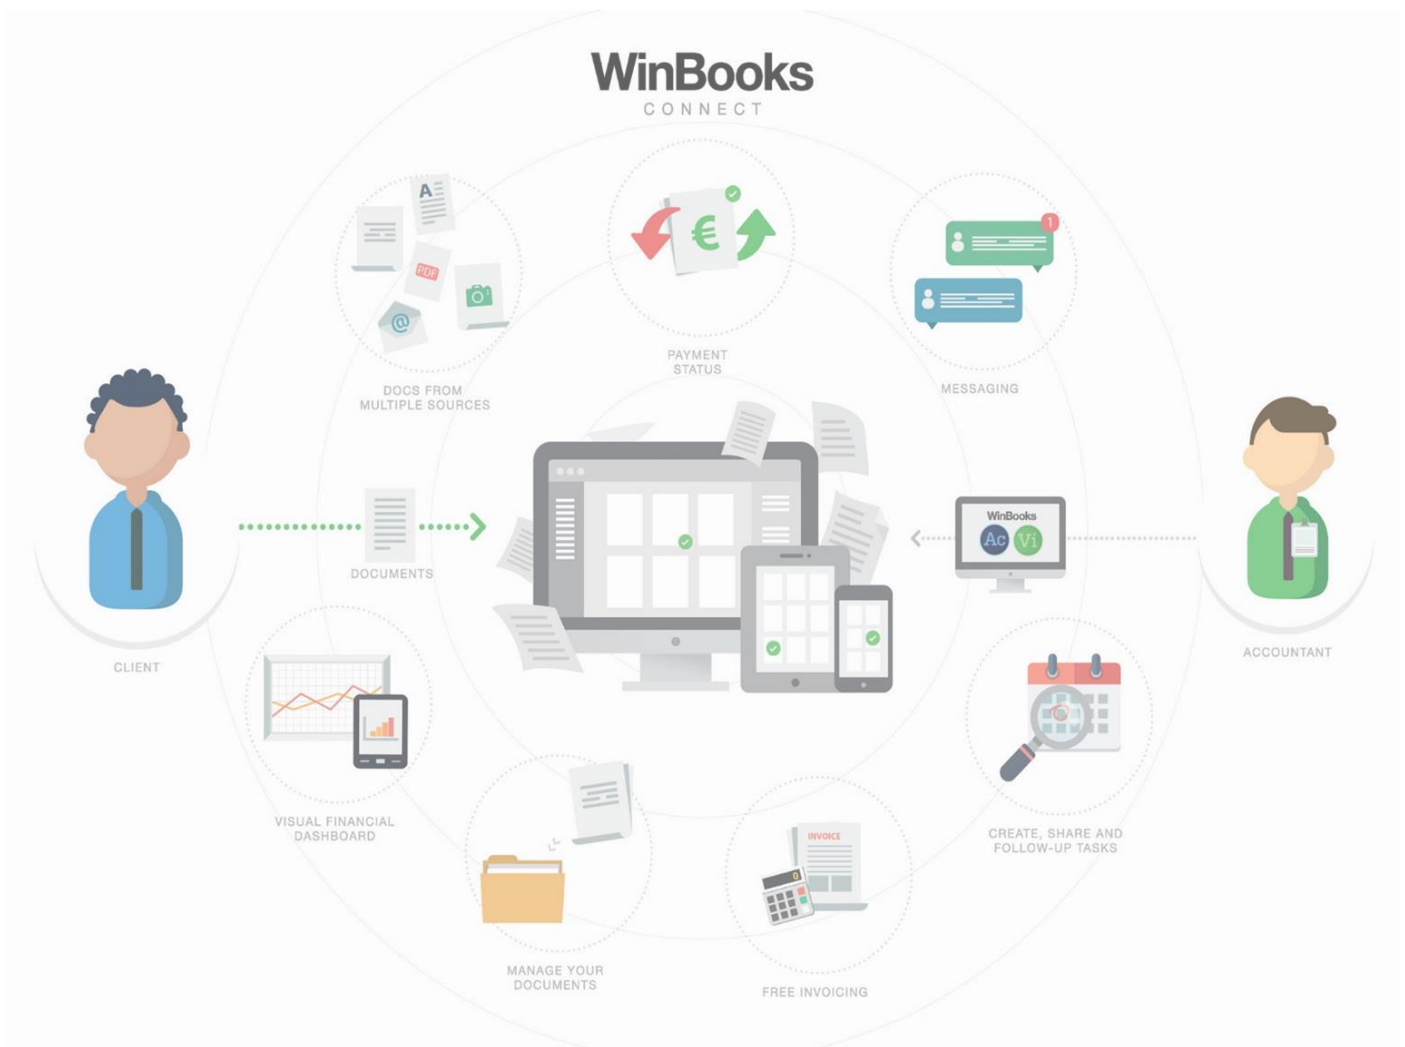 WinBooks
CONNECT
A
PDF
@
DOCS FROM
MULTIPLE SOURCES
€
PAYMENT
STATUS
1
MESSAGING
DOCUMENTS
WinBooks
Ac Vi
CLIENT
ACCOUNTANT
VISUAL FINANCIAL
DASHBOARD
MANAGE YOUR
DOCUMENTS
INVOICE
0
FREE INVOICING
CREATE, SHARE AND
FOLLOW-UP TASKS